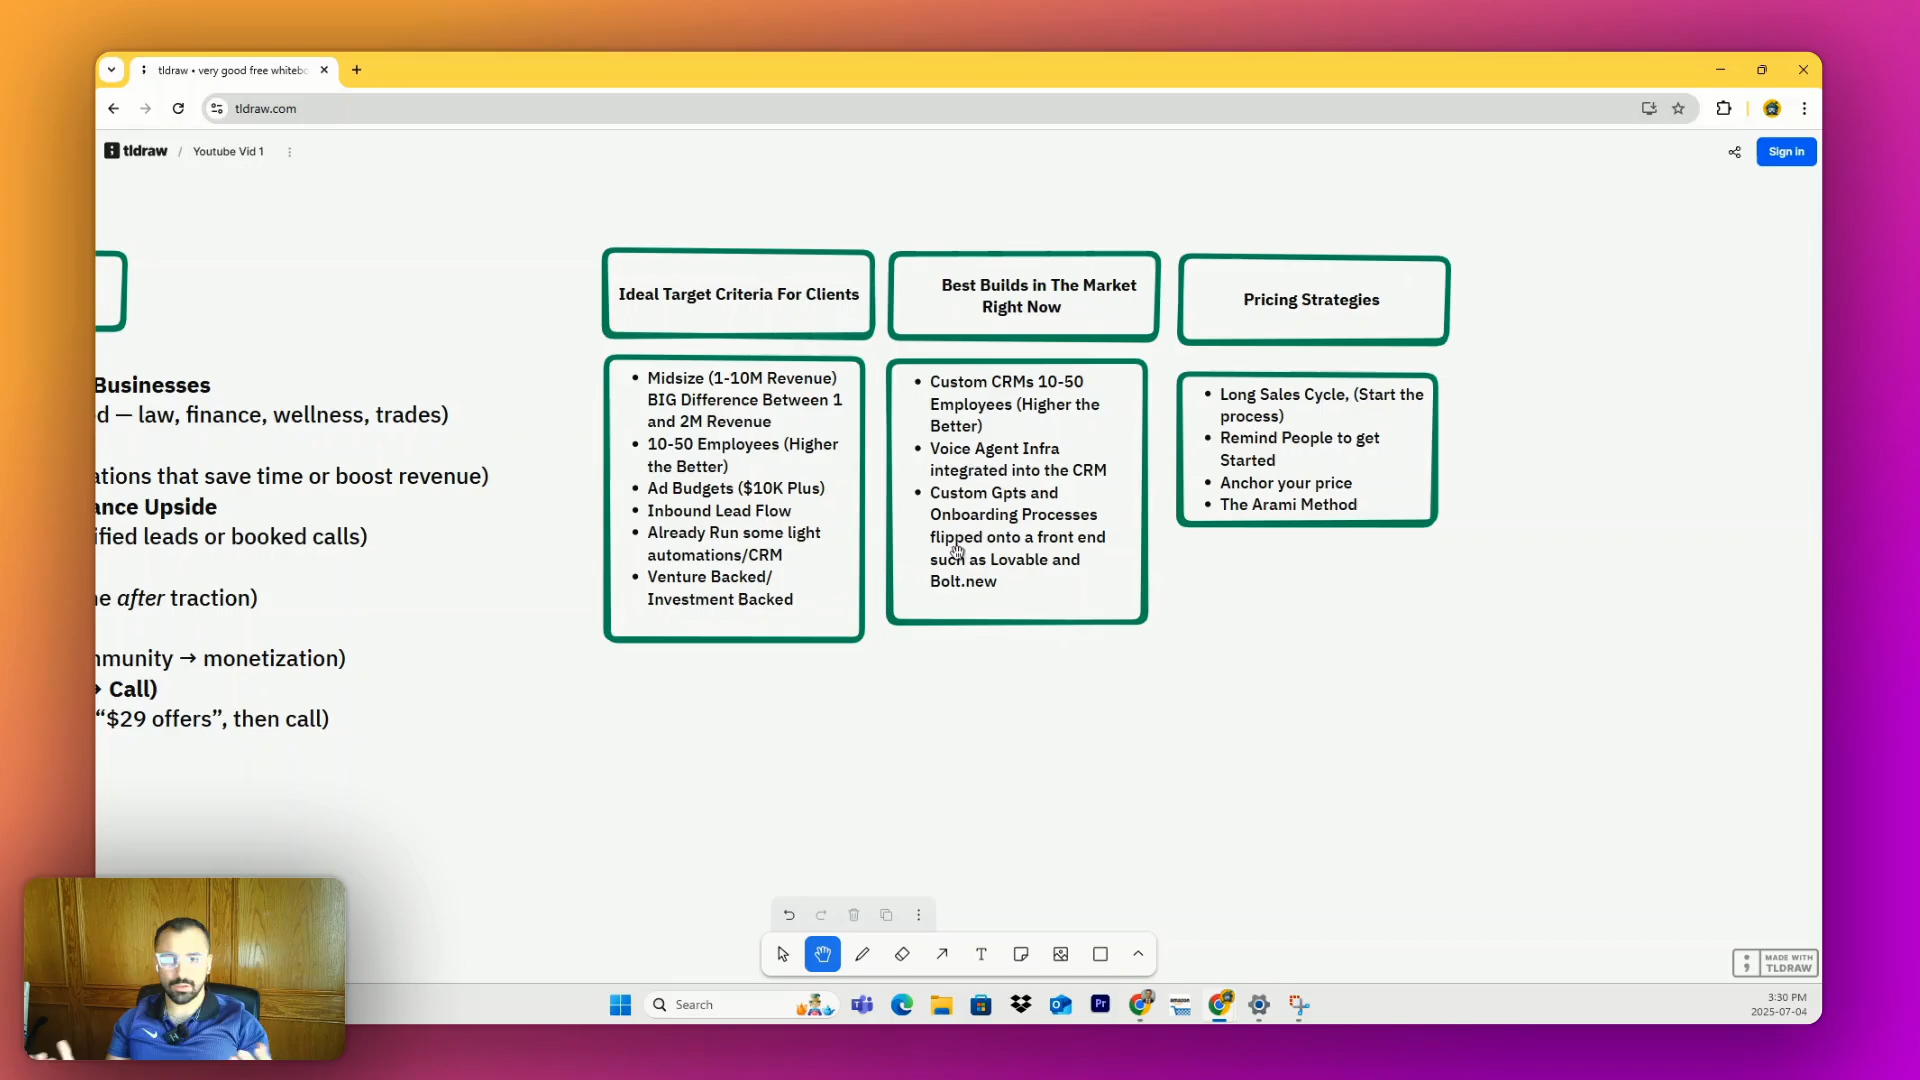 tldraw • very good free whitebo
tldraw.com
tldraw / Youtube Vid 1
Sign in
Businesses
d — law, finance, wellness, trades)
ations that save time or boost revenue)
ance Upside
ified leads or booked calls)
ne after traction)
nmunity → monetization)
→ Call)
“$29 offers”, then call)
Ideal Target Criteria For Clients
• Midsize (1-10M Revenue)
BIG Difference Between 1
and 2M Revenue
• 10-50 Employees (Higher
the Better)
• Ad Budgets ($10K Plus)
• Inbound Lead Flow
• Already Run some light
automations/CRM
• Venture Backed/
Investment Backed
Best Builds in The Market
Right Now
• Custom CRMs 10-50
Employees (Higher the
Better)
• Voice Agent Infra
integrated into the CRM
• Custom Gpts and
Onboarding Processes
flipped onto a front end
such as Lovable and
Bolt.new
Pricing Strategies
• Long Sales Cycle, (Start the
process)
• Remind People to get
Started
• Anchor your price
• The Arami Method
MADE WITH
TLDRAW
Search
Pr
amazon
3:30 PM
2025-07-04